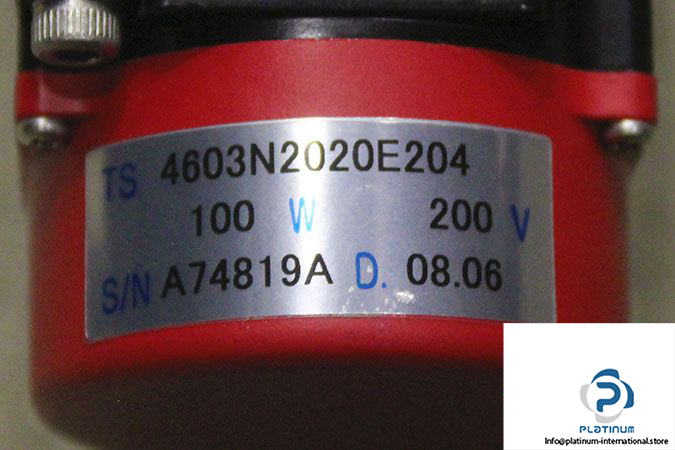 TS 4603N2020E204
100 W 200 V
S/N A74819A D. 08.06
PLATINUM
Info@platinum-international.store